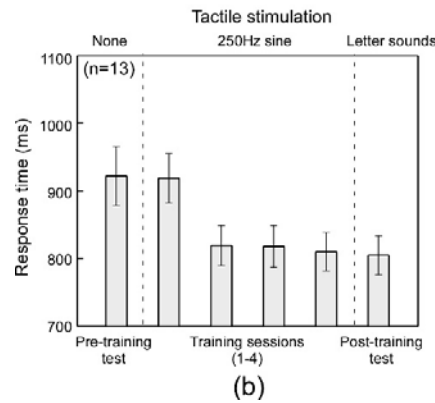 Tactile stimulation
None 250Hz sine Letter sounds
(n=13)
1100
1000
900
800
700
Response time (ms)
Pre-training test
Training sessions (1-4)
Post-training test
(b)